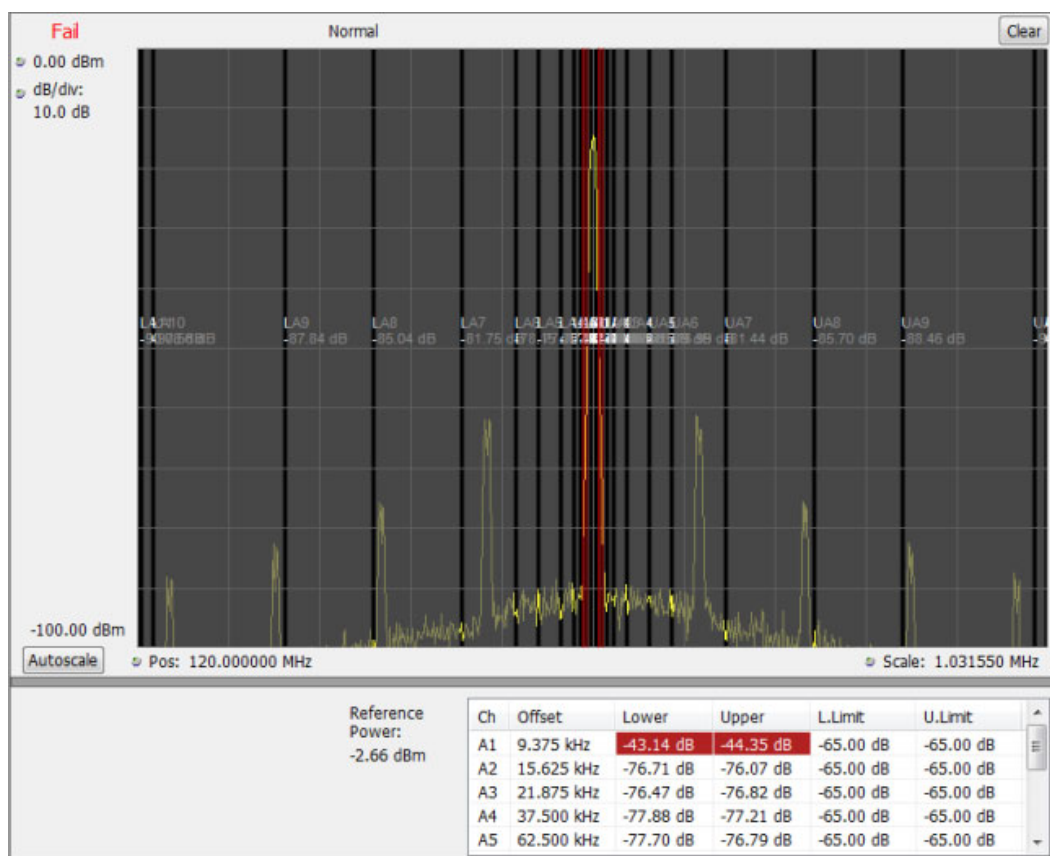 Fail Normal Clear
0.00 dBm
dB/div:
10.0 dB
LA9 LA8 LA7 UA6 UA7 UA8 UA9
-87.84 dB -85.04 dB -81.75 -81.44 dB -85.70 dB -88.46 dB
-100.00 dBm
Autoscale Pos: 120.000000 MHz Scale: 1.031550 MHz
Reference
Power:
-2.66 dBm
Ch Offset Lower Upper L.Limit U.Limit
A1 9.375 kHz -43.14 dB -44.35 dB -65.00 dB -65.00 dB
A2 15.625 kHz -76.71 dB -76.07 dB -65.00 dB -65.00 dB
A3 21.875 kHz -76.47 dB -76.82 dB -65.00 dB -65.00 dB
A4 37.500 kHz -77.88 dB -77.21 dB -65.00 dB -65.00 dB
A5 62.500 kHz -77.70 dB -76.79 dB -65.00 dB -65.00 dB